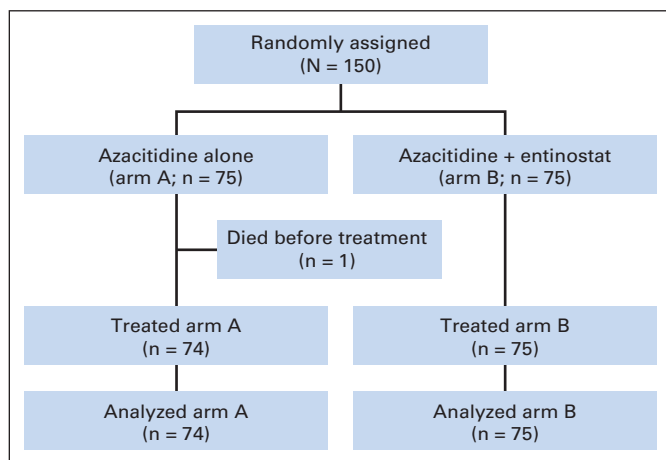 Randomly assigned
(N = 150)
Azacitidine alone
(arm A; n = 75)
Azacitidine + entinostat
(arm B; n = 75)
Died before treatment
(n = 1)
Treated arm A
(n = 74)
Treated arm B
(n = 75)
Analyzed arm A
(n = 74)
Analyzed arm B
(n = 75)